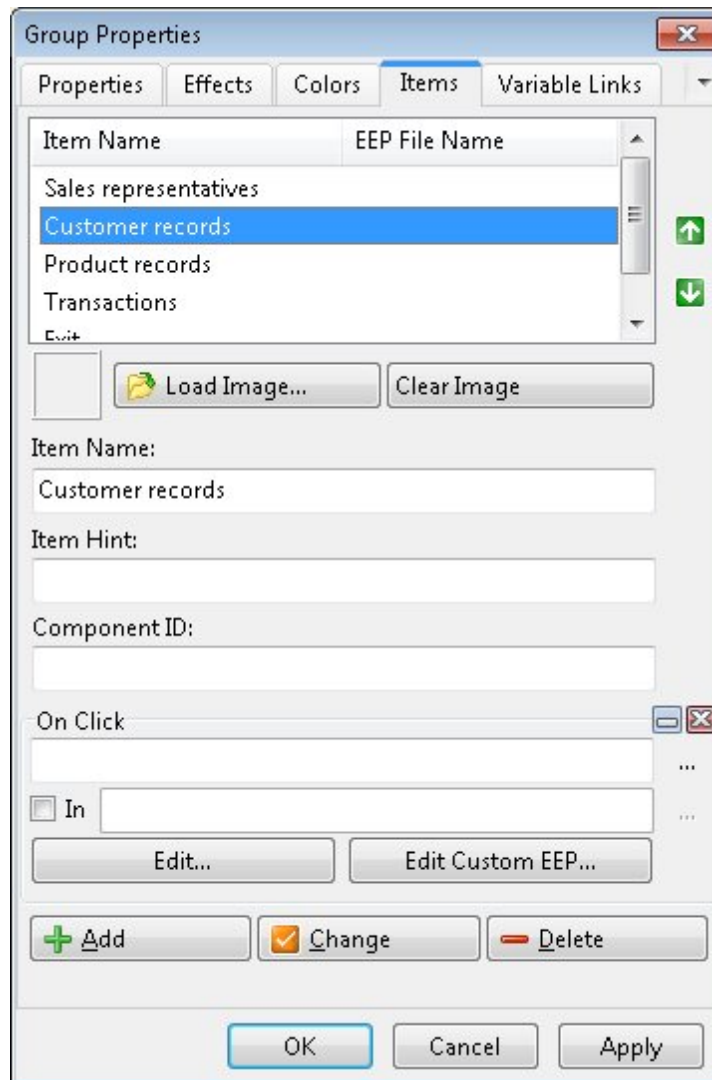 Group Properties
Properties Effects Colors Items Variable Links
Item Name EEP File Name
Sales representatives
Customer records
Product records
Transactions
Exit
Load Image... Clear Image
Item Name:
Customer records
Item Hint:
Component ID:
On Click
...
In ...
Edit... Edit Custom EEP...
Add Change Delete
OK Cancel Apply